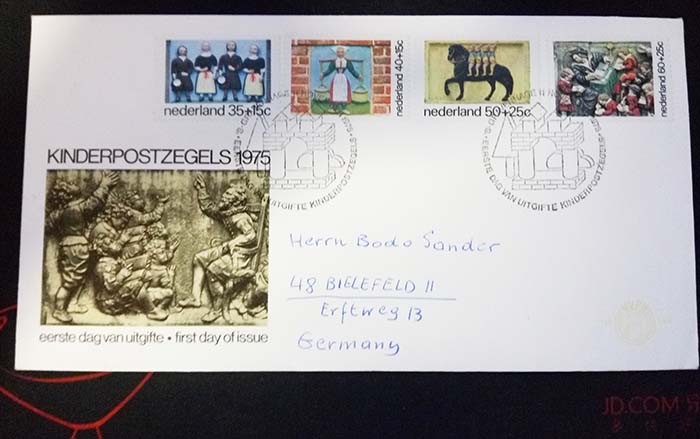 nederland 35+15c
nederland 40+15c
nederland 50+25c
nederland 60+25c
KINDERPOSTZEGELS 1975
EERSTE DAG VAN UITGIFTE KINDERPOSTZEGELS
EERSTE DAG VAN UITGIFTE KINDERPOSTZEGELS
Herrn Bodo Sander
48 BIELEFELD 11
Erftweg 13
Germany
eerste dag van uitgifte • first day of issue
JD.COM